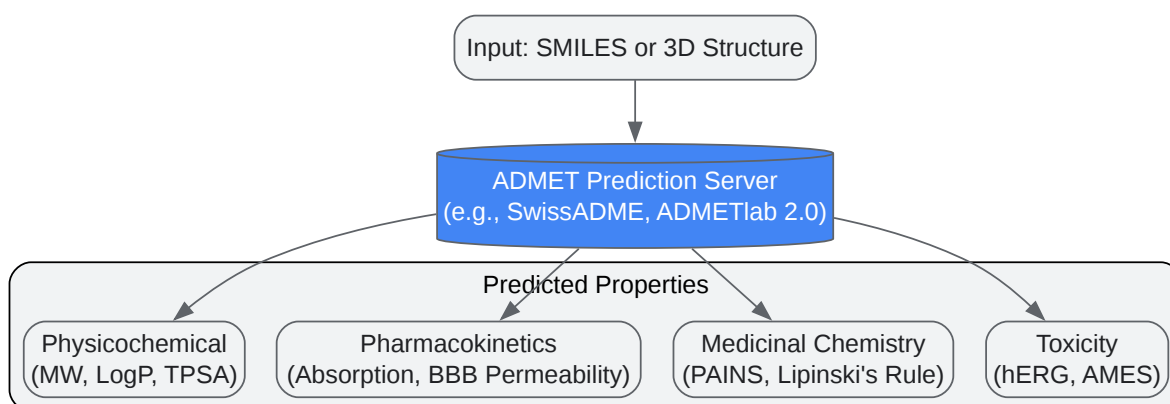 Input: SMILES or 3D Structure
ADMET Prediction Server
(e.g., SwissADME, ADMETlab 2.0)
Predicted Properties
Physicochemical
(MW, LogP, TPSA)
Pharmacokinetics
(Absorption, BBB Permeability)
Medicinal Chemistry
(PAINS, Lipinski's Rule)
Toxicity
(hERG, AMES)